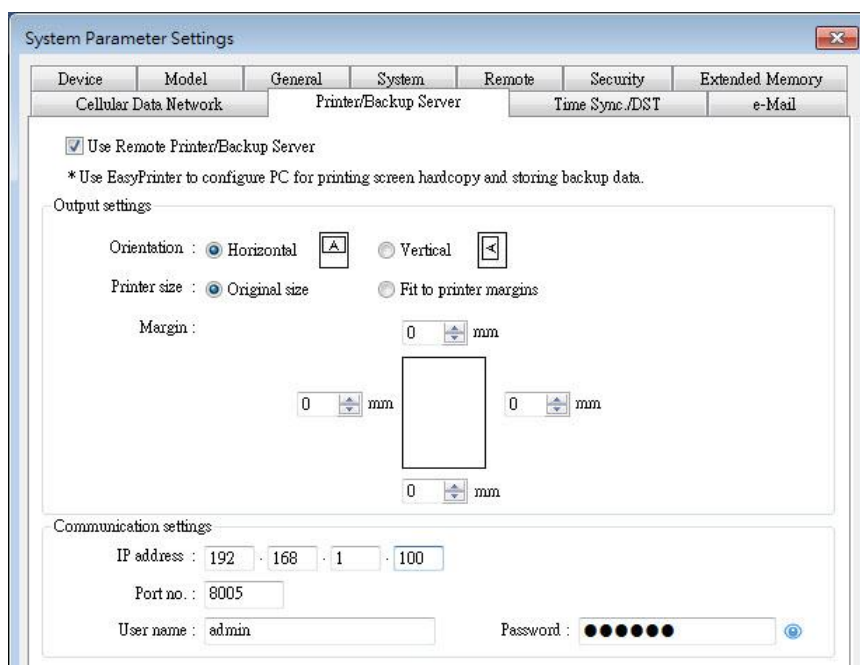 System Parameter Settings
Device Model General System Remote Security Extended Memory
Cellular Data Network Printer/Backup Server Time Sync./DST e-Mail
Use Remote Printer/Backup Server
* Use EasyPrinter to configure PC for printing screen hardcopy and storing backup data.
Output settings
Orientation : Horizontal A Vertical A
Printer size : Original size Fit to printer margins
Margin : 0 mm
0 mm 0 mm
0 mm
Communication settings
IP address : 192 . 168 . 1 . 100
Port no. : 8005
User name : admin Password : ●●●●●●